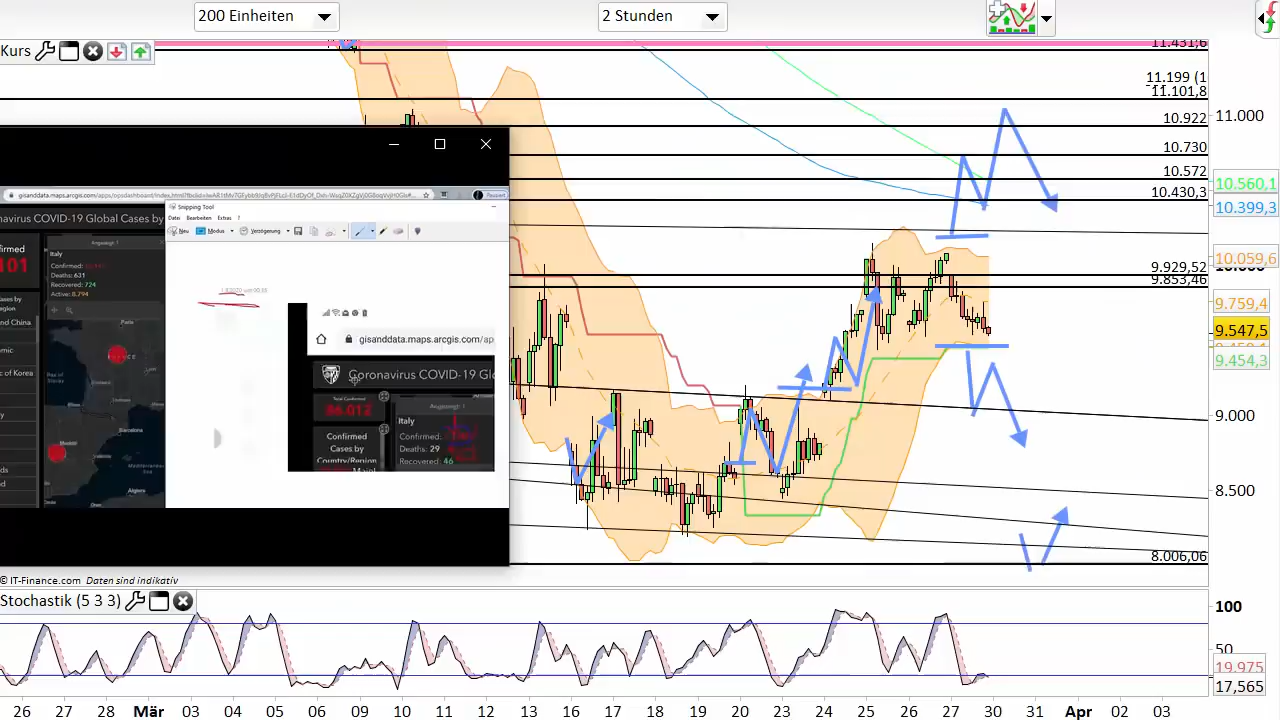 200 Einheiten
2 Stunden
Kurs
11.431,6
11.199 (1
11.101,8
11.000
10.922
10.730
10.572
10.430,3
10.560,1
10.399,3
10.059,6
9.929,52
9.853,46
9.759,4
9.547,5
9.454,3
9.000
8.500
8.006,06
Snipping Tool
Datei Bearbeiten Extras ?
Neu Modus Verzögerung
Coronavirus COVID-19 Global Cases by
Italy
Deaths: 631
Recovered: 724
Active: 8.794
gisanddata.maps.arcgis.com/ap
Coronavirus COVID-19 Glo
Total Confirmed
86.012
Angezeigt: 1
Italy
Confirmed:
Deaths: 29
Recovered: 46
Confirmed
Cases by
Country/Region
© IT-Finance.com Daten sind indikativ
Stochastik (5 3 3)
100
50
19.975
17,565
26 27 28 Mär 03 04 05 06 09 10 11 12 13 16 17 18 19 20 23 24 25 26 27 30 31 Apr 02 03